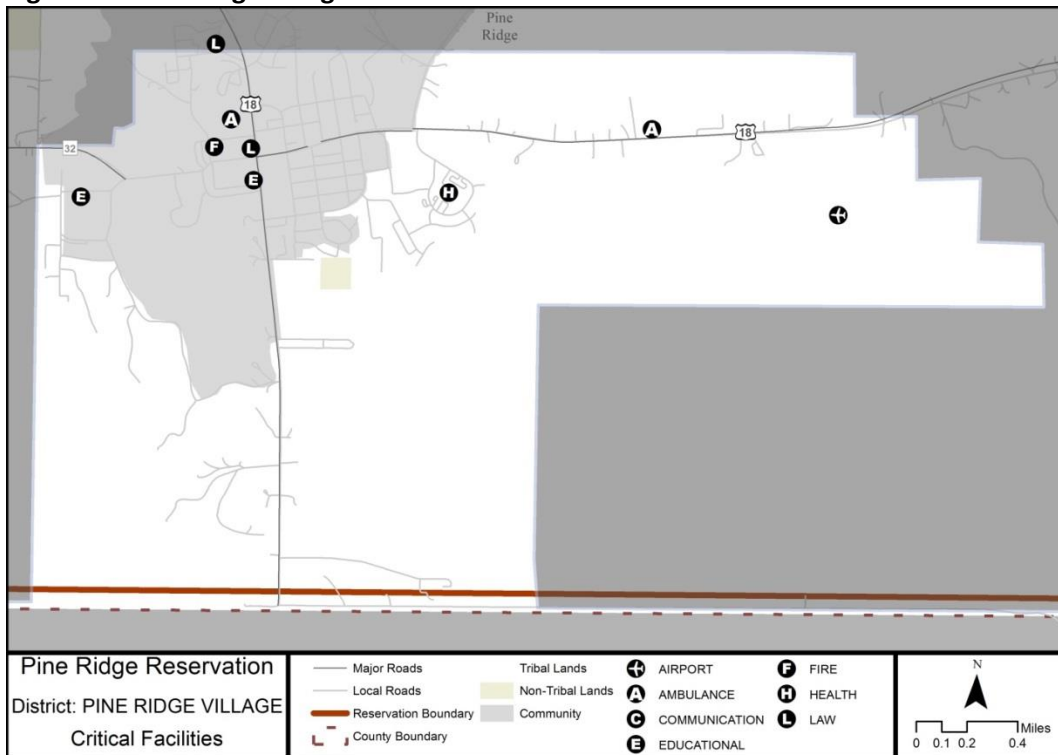 Pine
Ridge
L
18
A
F
L
32
E
E
H
A
18
Pine Ridge Reservation
District: PINE RIDGE VILLAGE
Critical Facilities
Major Roads
Local Roads
Reservation Boundary
County Boundary
Tribal Lands
Non-Tribal Lands
Community
AIRPORT
A AMBULANCE
C COMMUNICATION
E EDUCATIONAL
F FIRE
H HEALTH
L LAW
N
Miles
0 0.1 0.2 0.4